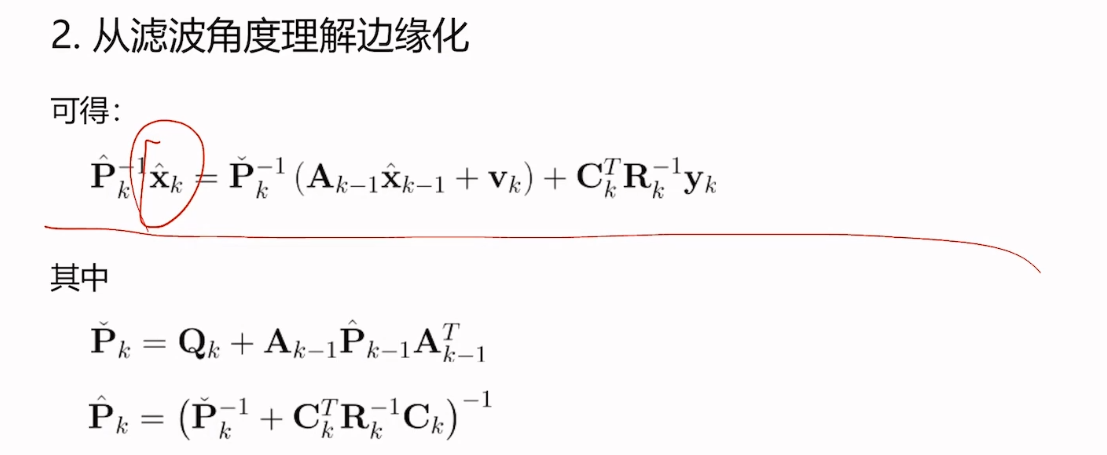 2. 从滤波角度理解边缘化
可得：
$\hat{\mathbf{P}}_k^{-1}\hat{\mathbf{x}}_k = \check{\mathbf{P}}_k^{-1}\left(\mathbf{A}_{k-1}\hat{\mathbf{x}}_{k-1} + \mathbf{v}_k\right) + \mathbf{C}_k^T\mathbf{R}_k^{-1}\mathbf{y}_k$
其中
$\check{\mathbf{P}}_k = \mathbf{Q}_k + \mathbf{A}_{k-1}\hat{\mathbf{P}}_{k-1}\mathbf{A}_{k-1}^T$
$\hat{\mathbf{P}}_k = \left(\check{\mathbf{P}}_k^{-1} + \mathbf{C}_k^T\mathbf{R}_k^{-1}\mathbf{C}_k\right)^{-1}$